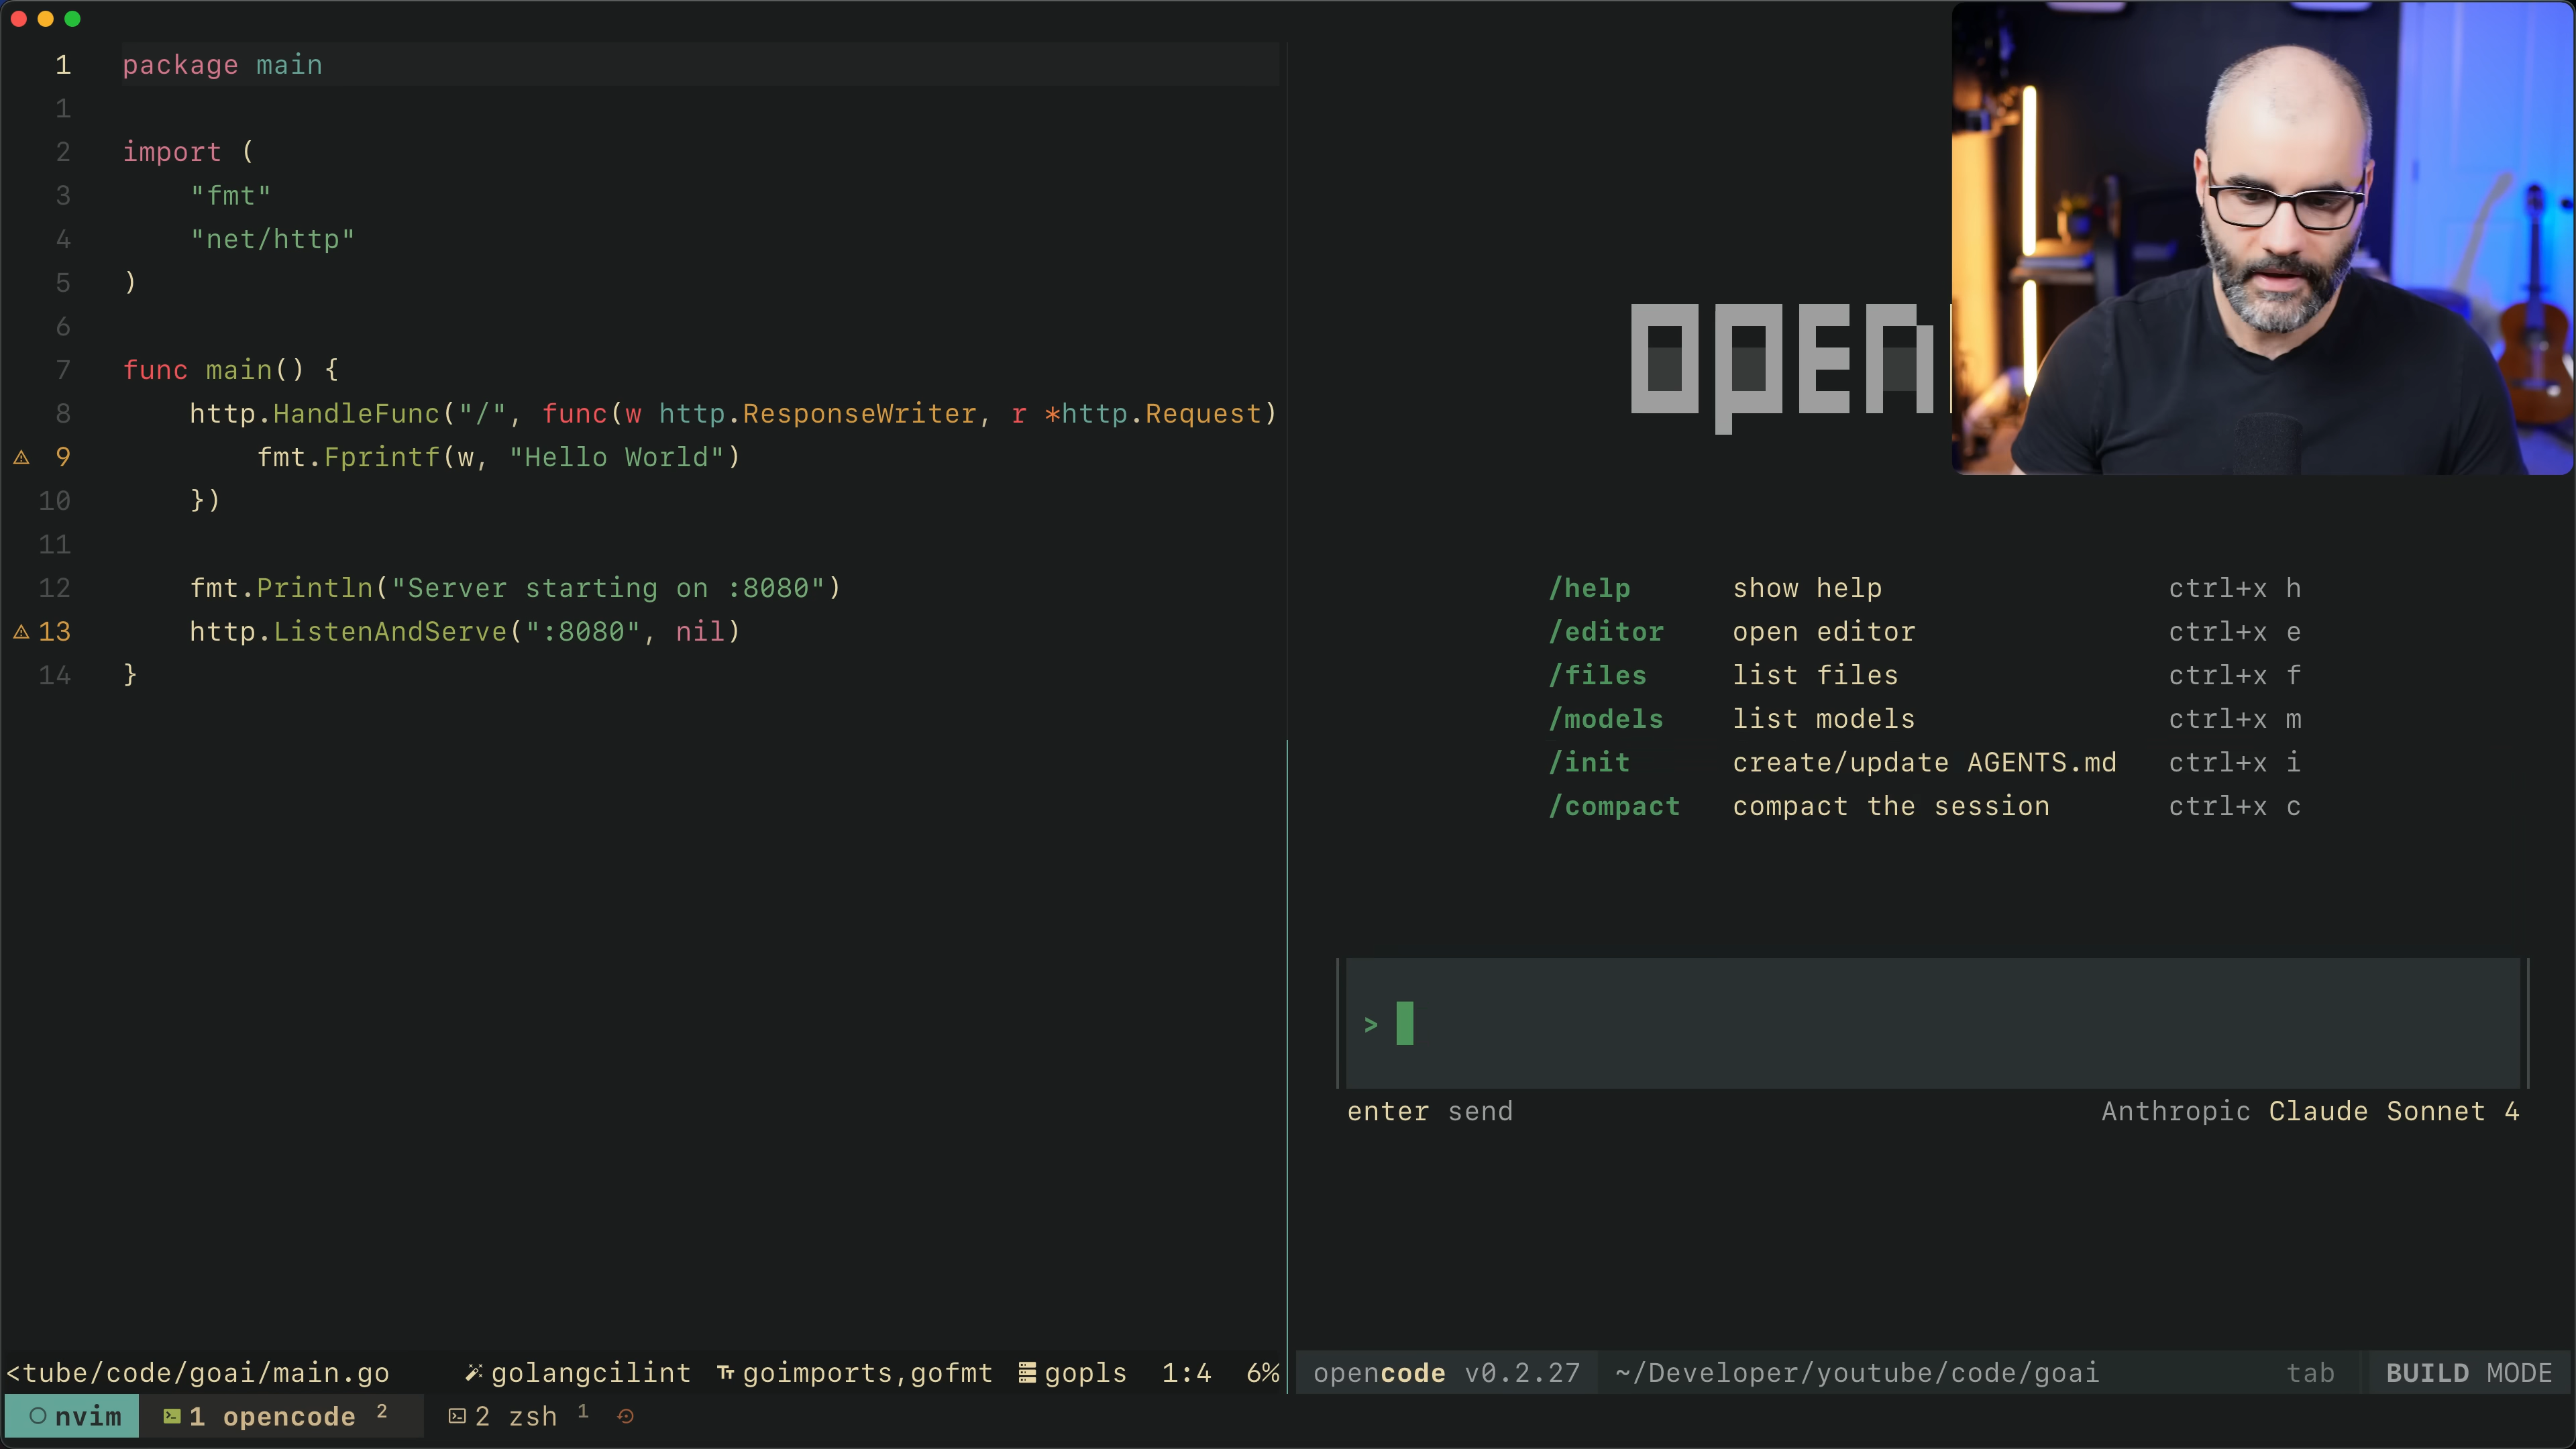 1 package main
1
2 import (
3 "fmt"
4 "net/http"
5 )
6
7 func main() {
8 http.HandleFunc("/", func(w http.ResponseWriter, r *http.Request)
9 fmt.Fprintf(w, "Hello World")
10 })
11
12 fmt.Println("Server starting on :8080")
13 http.ListenAndServe(":8080", nil)
14 }
<tube/code/goai/main.go golangcilint goimports,gofmt gopls 1:4 6%
open
/help show help ctrl+x h
/editor open editor ctrl+x e
/files list files ctrl+x f
/models list models ctrl+x m
/init create/update AGENTS.md ctrl+x i
/compact compact the session ctrl+x c
>
enter send Anthropic Claude Sonnet 4
opencode v0.2.27 ~/Developer/youtube/code/goai tab BUILD MODE
nvim 1 opencode 2 2 zsh 1